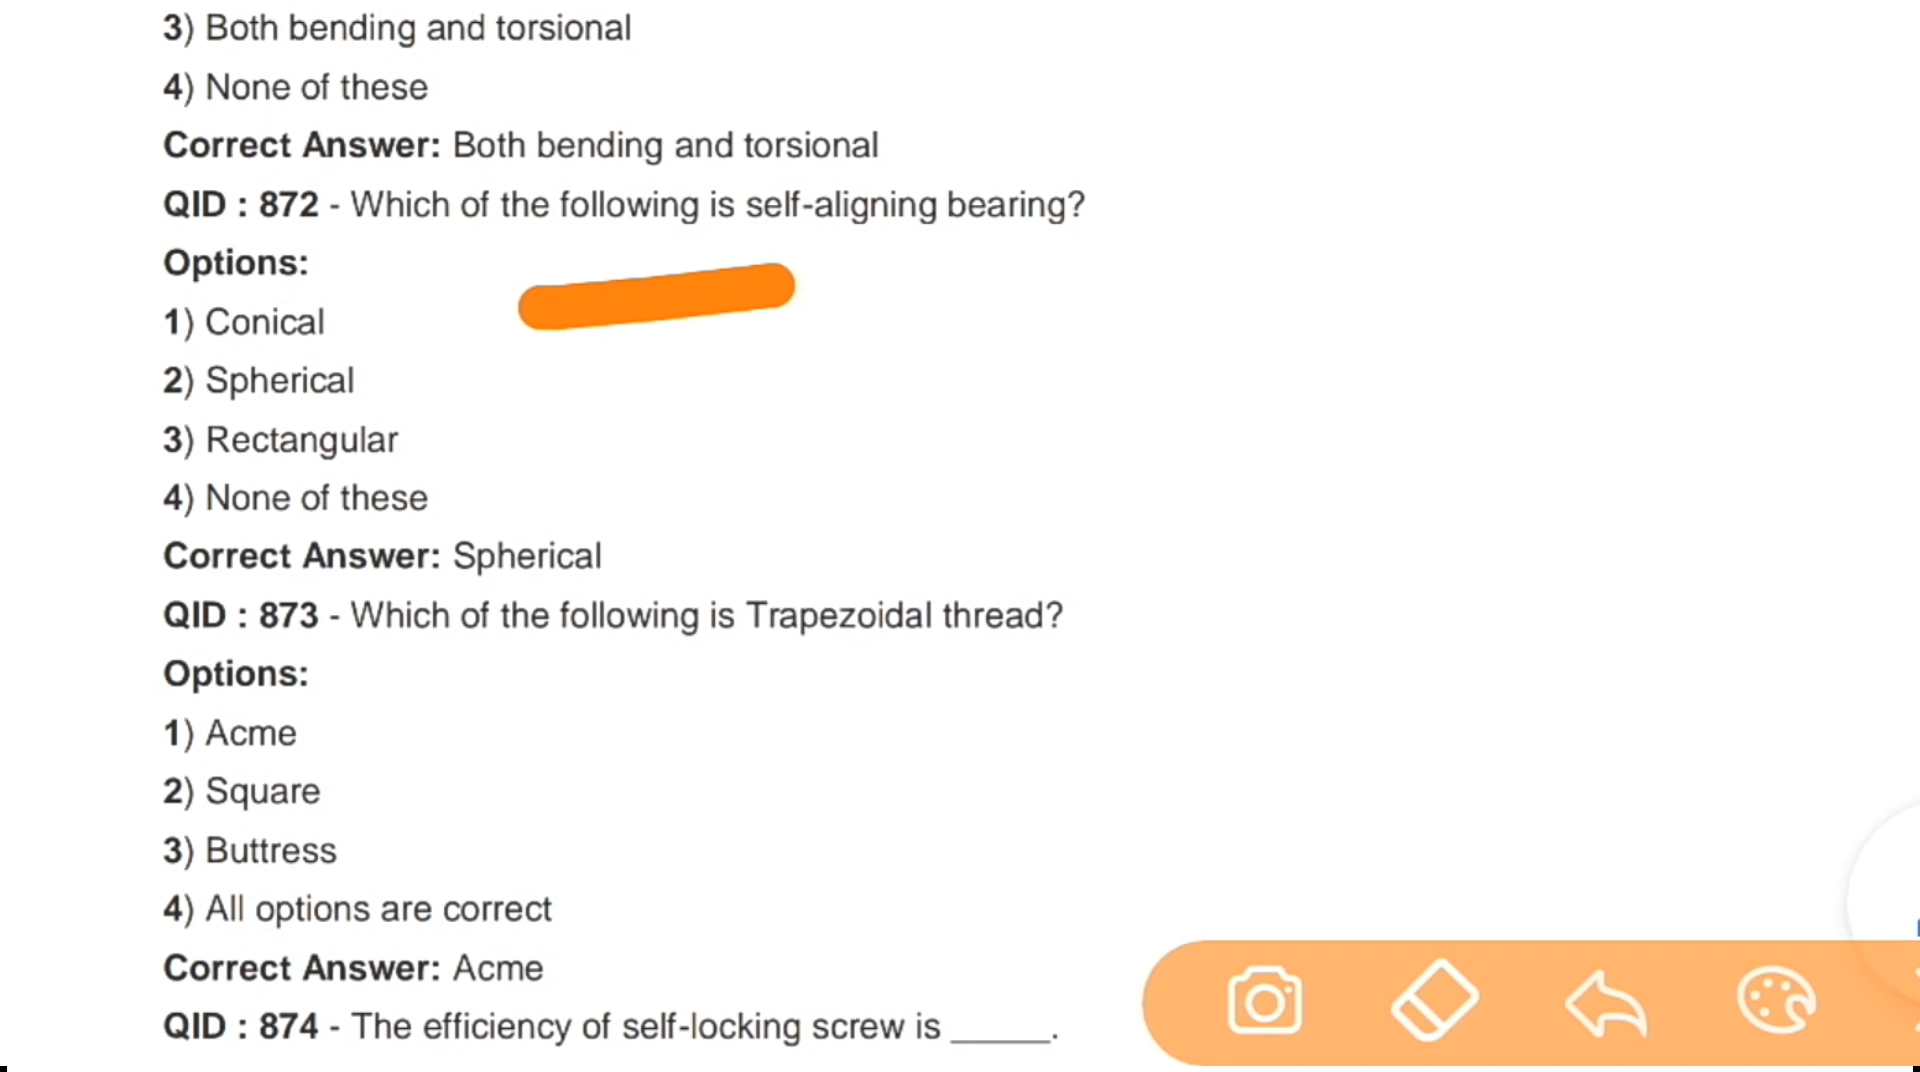 3) Both bending and torsional
4) None of these
Correct Answer: Both bending and torsional
QID : 872 - Which of the following is self-aligning bearing?
Options:
1) Conical
2) Spherical
3) Rectangular
4) None of these
Correct Answer: Spherical
QID : 873 - Which of the following is Trapezoidal thread?
Options:
1) Acme
2) Square
3) Buttress
4) All options are correct
Correct Answer: Acme
QID : 874 - The efficiency of self-locking screw is _____.